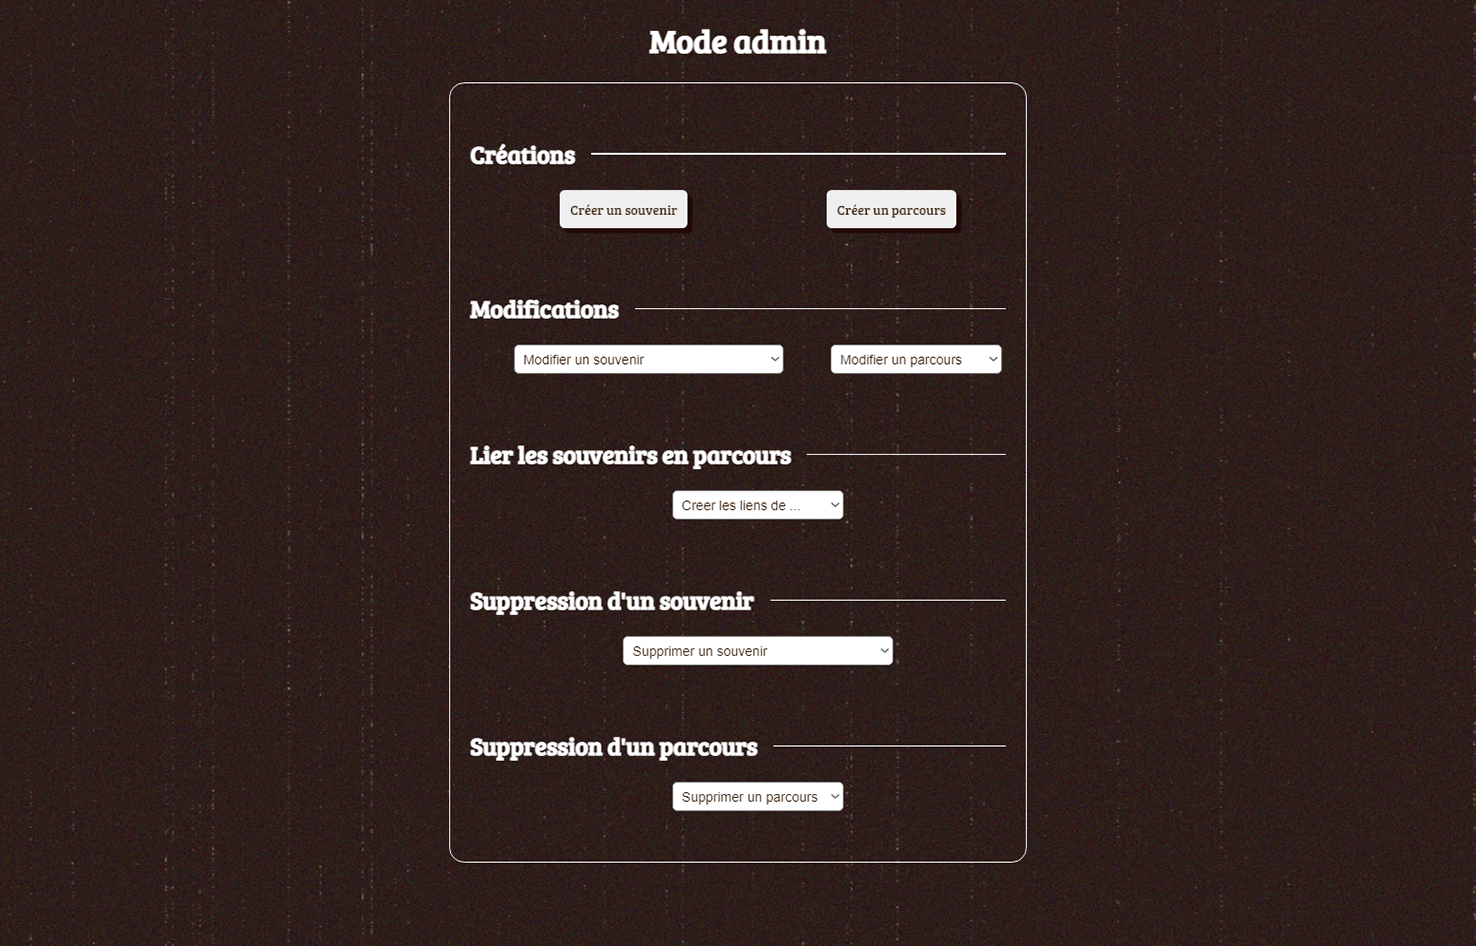 Mode admin
Créations
Créer un souvenir
Créer un parcours
Modifications
Modifier un souvenir
Modifier un parcours
Lier les souvenirs en parcours
Creer les liens de ...
Suppression d'un souvenir
Supprimer un souvenir
Suppression d'un parcours
Supprimer un parcours